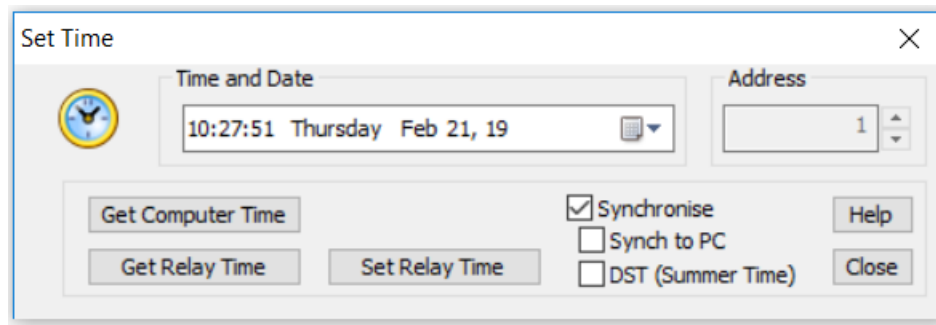 Set Time
Time and Date
Address
10:27:51 Thursday Feb 21, 19
1
Get Computer Time
Synchronise
Help
Synch to PC
Get Relay Time
Set Relay Time
DST (Summer Time)
Close